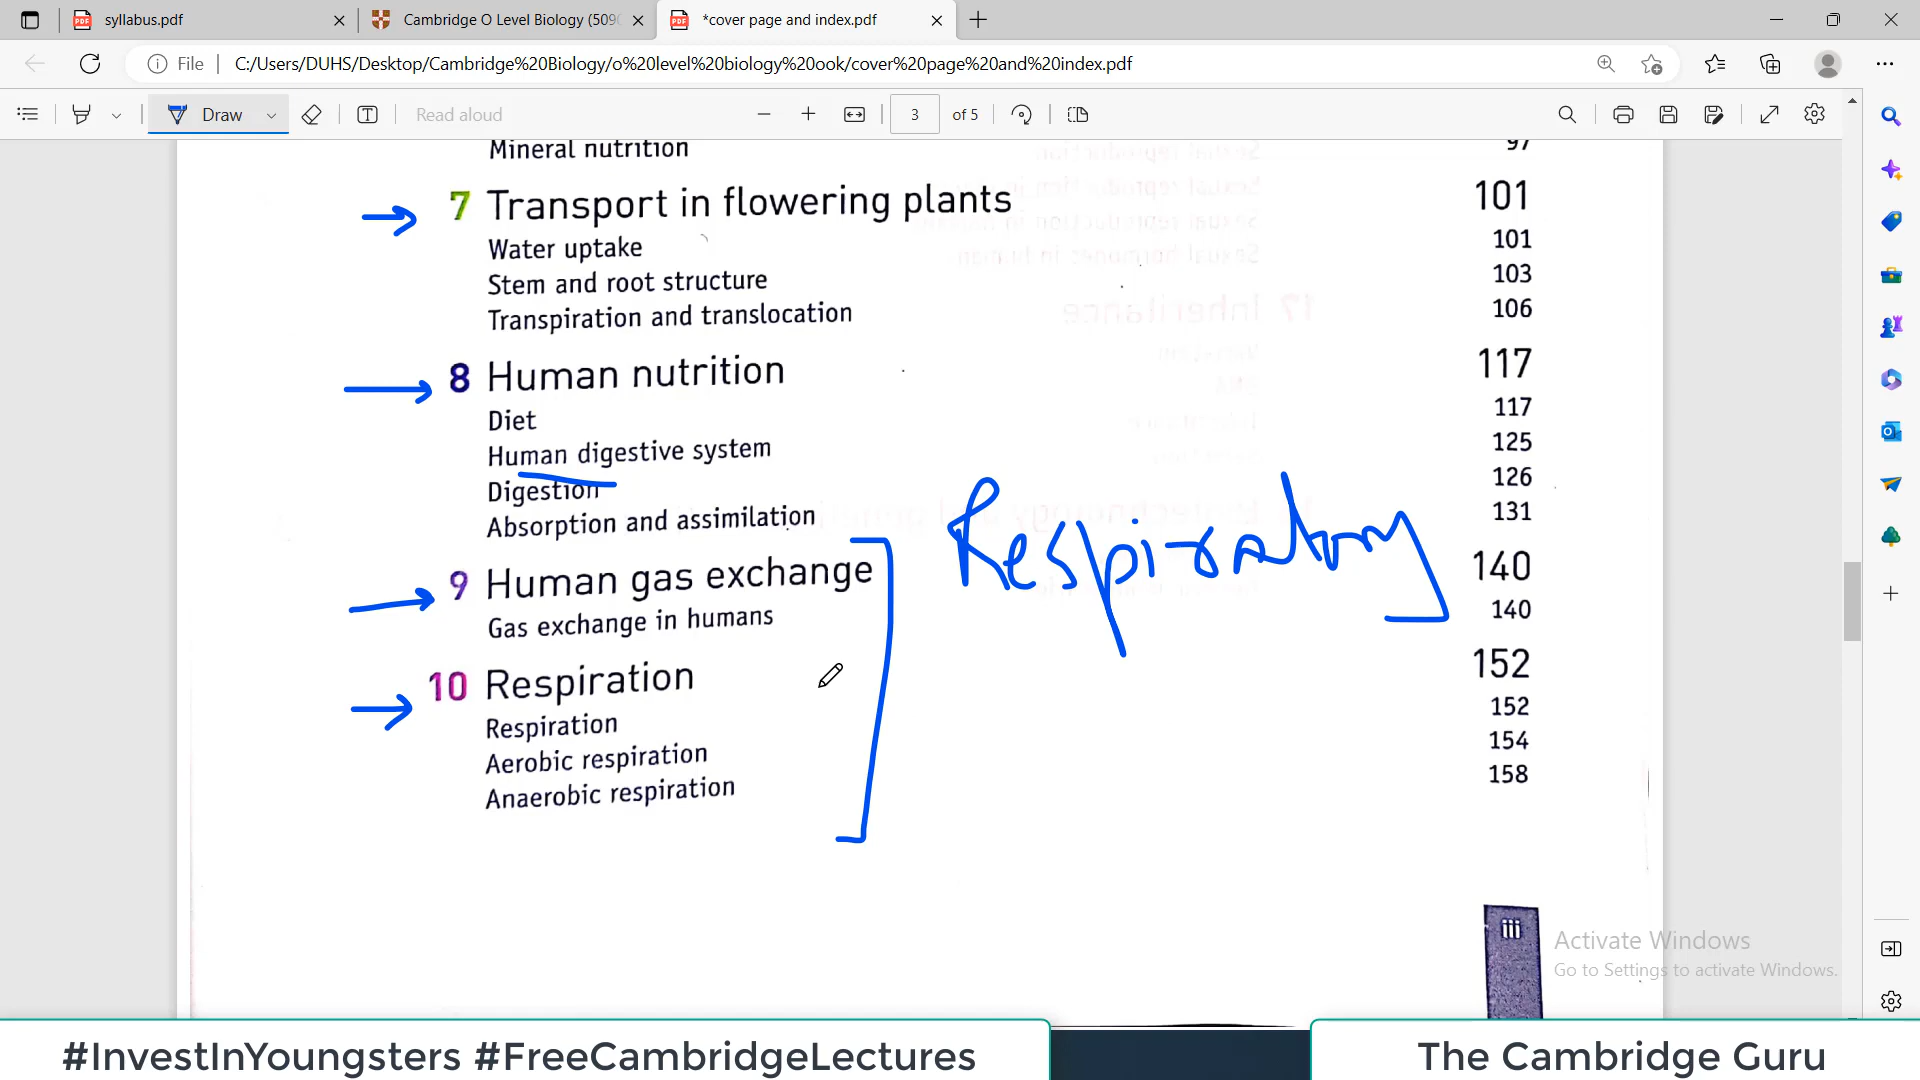 syllabus.pdf
Cambridge O Level Biology (5090
*cover page and index.pdf
File
C:/Users/DUHS/Desktop/Cambridge%20Biology/o%20level%20biology%20ook/cover%20page%20and%20index.pdf
Draw
Read aloud
3 of 5
Mineral nutrition 97
7 Transport in flowering plants 101
Water uptake 101
Stem and root structure 103
Transpiration and translocation 106
8 Human nutrition 117
Diet 117
Human digestive system 125
Digestion 126
Absorption and assimilation 131
Respiratory
9 Human gas exchange 140
Gas exchange in humans 140
10 Respiration 152
Respiration 152
Aerobic respiration 154
Anaerobic respiration 158
iii
Activate Windows
Go to Settings to activate Windows.
#InvestInYoungsters #FreeCambridgeLectures
The Cambridge Guru